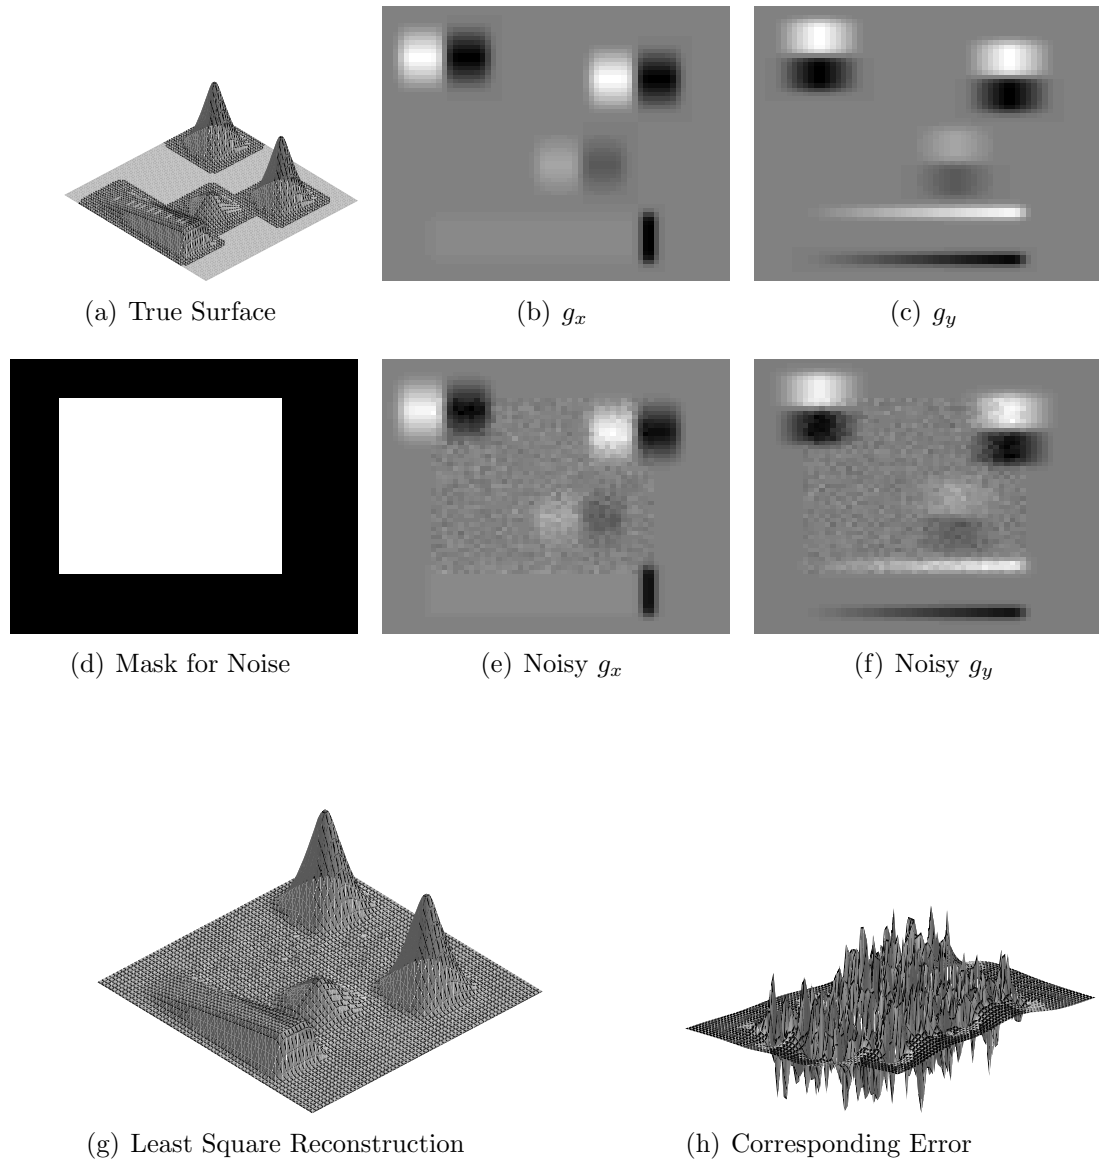 (a) True Surface
(b) g_x
(c) g_y
(d) Mask for Noise
(e) Noisy g_x
(f) Noisy g_y
(g) Least Square Reconstruction
(h) Corresponding Error